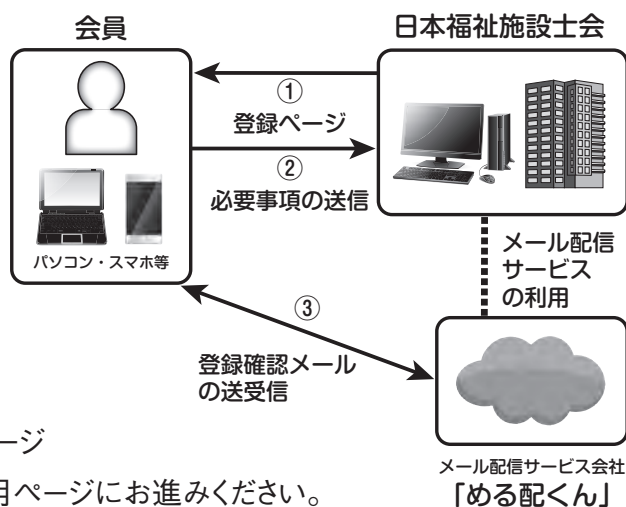 会員
日本福祉施設士会
①
登録ページ
②
必要事項の送信
パソコン・スマホ等
メール配信
サービス
の利用
③
登録確認メール
の送受信
ージ
ページにお進みください。
メール配信サービス会社
「める配くん」